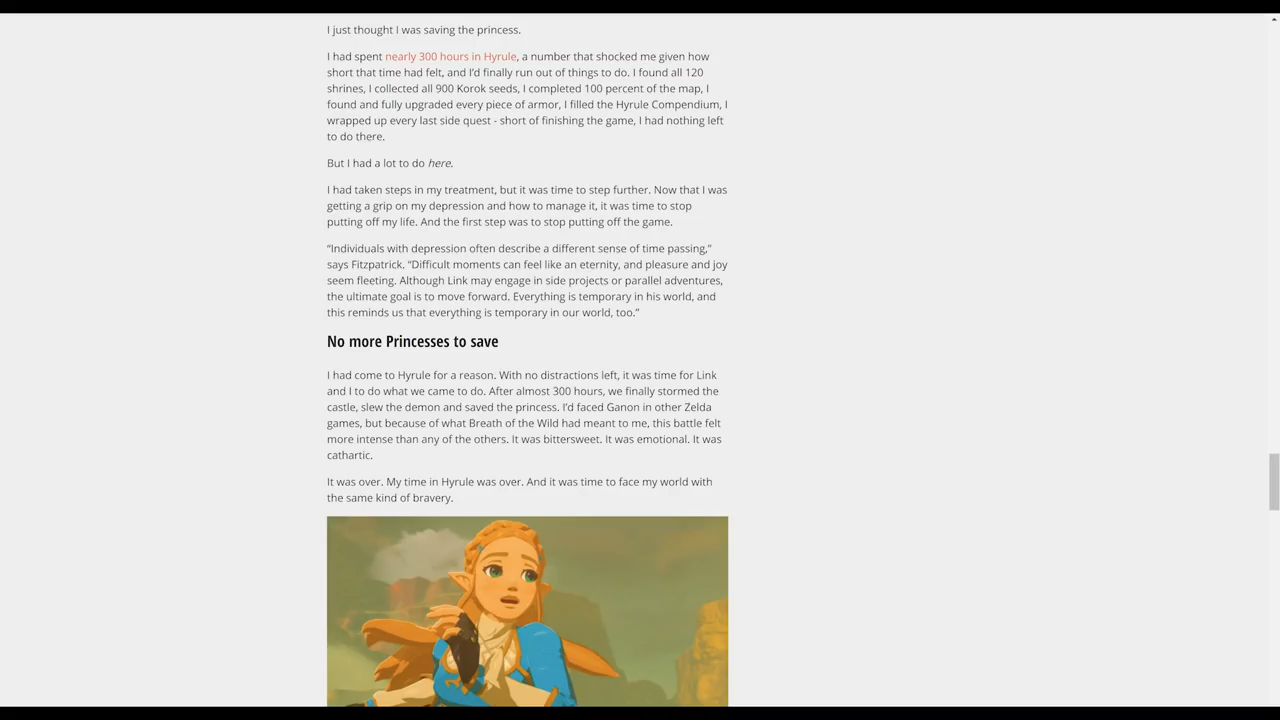 I just thought I was saving the princess.
I had spent nearly 300 hours in Hyrule, a number that shocked me given how
short that time had felt, and I’d finally run out of things to do. I found all 120
shrines, I collected all 900 Korok seeds, I completed 100 percent of the map, I
found and fully upgraded every piece of armor, I filled the Hyrule Compendium, I
wrapped up every last side quest - short of finishing the game, I had nothing left
to do there.
But I had a lot to do here.
I had taken steps in my treatment, but it was time to step further. Now that I was
getting a grip on my depression and how to manage it, it was time to stop
putting off my life. And the first step was to stop putting off the game.
“Individuals with depression often describe a different sense of time passing,”
says Fitzpatrick. “Difficult moments can feel like an eternity, and pleasure and joy
seem fleeting. Although Link may engage in side projects or parallel adventures,
the ultimate goal is to move forward. Everything is temporary in his world, and
this reminds us that everything is temporary in our world, too.”
No more Princesses to save
I had come to Hyrule for a reason. With no distractions left, it was time for Link
and I to do what we came to do. After almost 300 hours, we finally stormed the
castle, slew the demon and saved the princess. I’d faced Ganon in other Zelda
games, but because of what Breath of the Wild had meant to me, this battle felt
more intense than any of the others. It was bittersweet. It was emotional. It was
cathartic.
It was over. My time in Hyrule was over. And it was time to face my world with
the same kind of bravery.